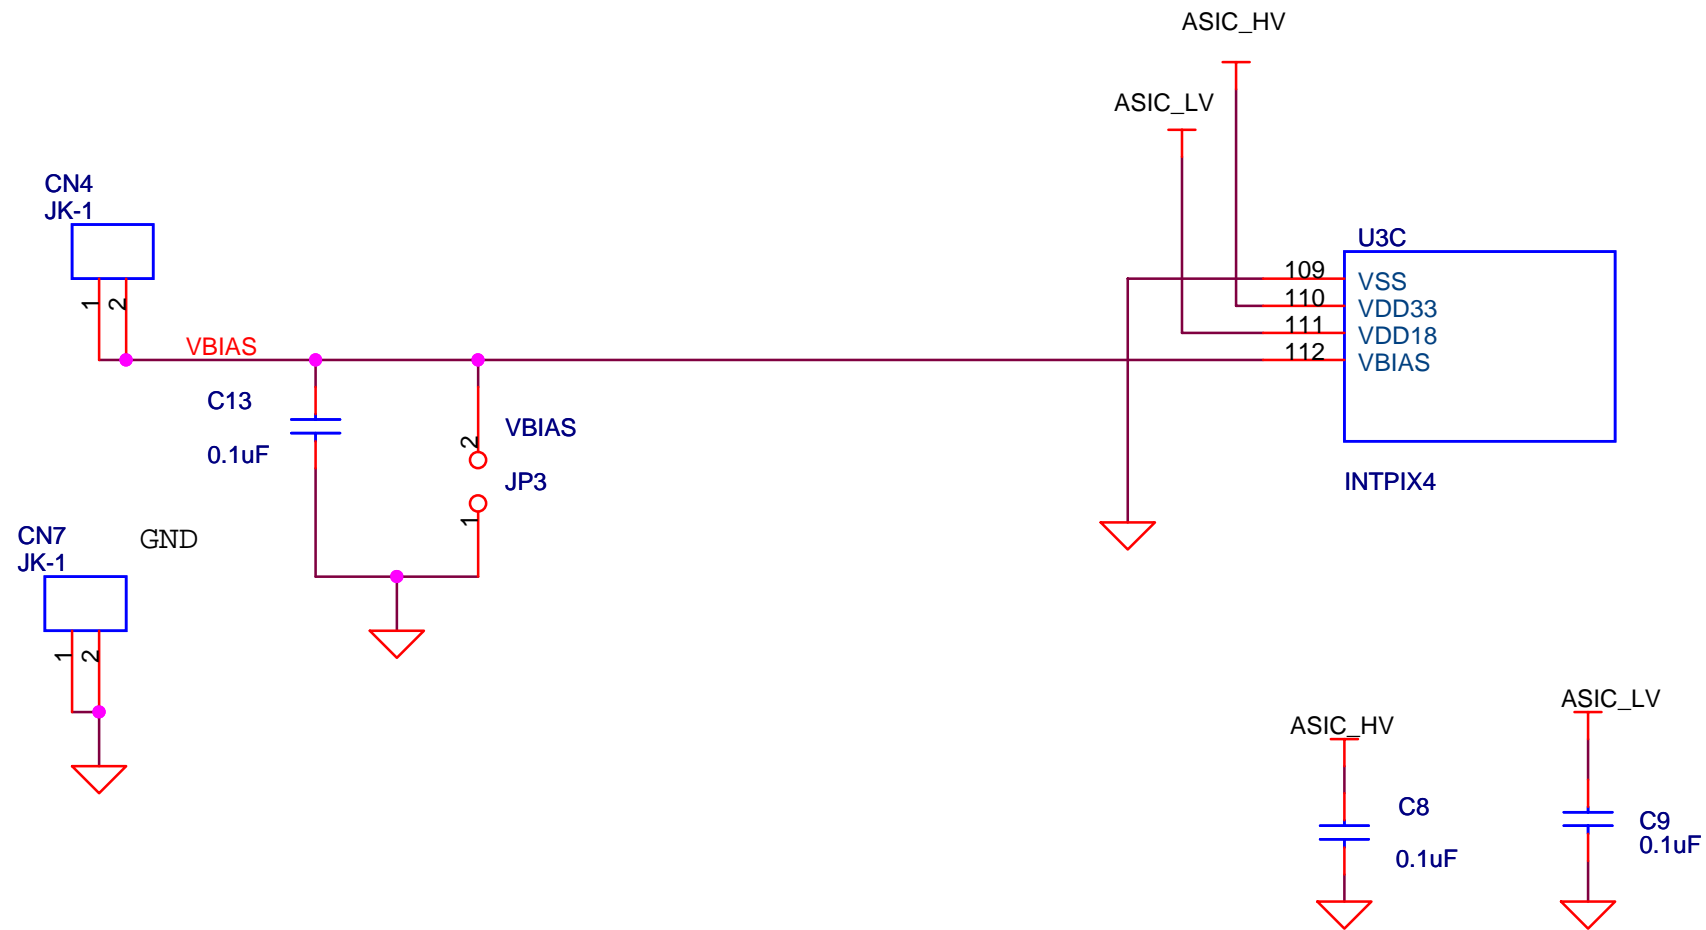 ASIC_HV
ASIC_LV
CN4
JK-1
1 2
VBIAS
U3C
109 VSS
110 VDD33
111 VDD18
112 VBIAS
INTPIX4
C13
0.1uF
2
VBIAS
JP3
1
CN7
JK-1
GND
1 2
ASIC_HV
C8
0.1uF
ASIC_LV
C9
0.1uF